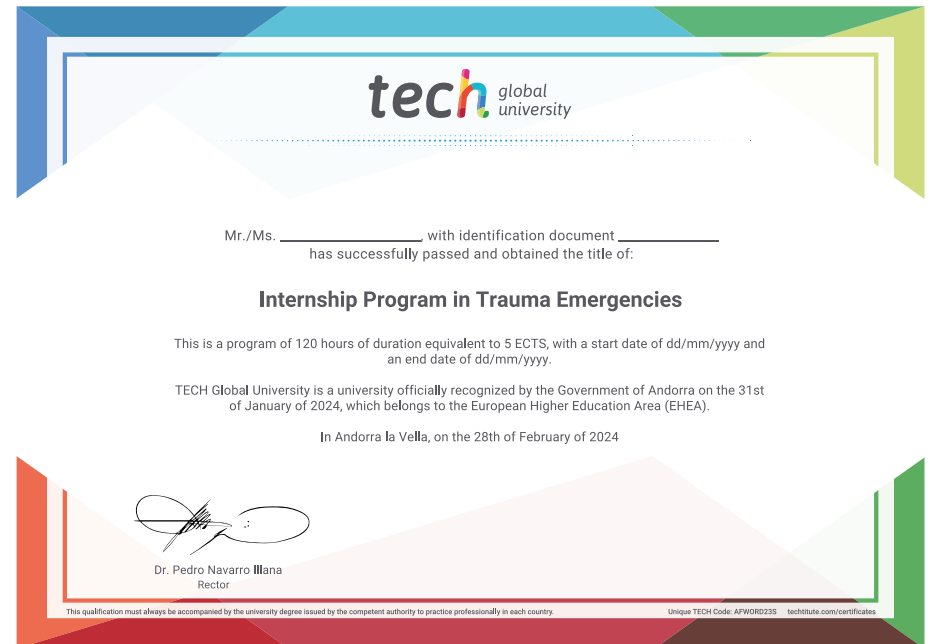 tech global university
Mr./Ms. ____________, with identification document ____________
has successfully passed and obtained the title of:
Internship Program in Trauma Emergencies
This is a program of 120 hours of duration equivalent to 5 ECTS, with a start date of dd/mm/yyyy and
an end date of dd/mm/yyyy.
TECH Global University is a university officially recognized by the Government of Andorra on the 31st
of January of 2024, which belongs to the European Higher Education Area (EHEA).
In Andorra la Vella, on the 28th of February of 2024
Dr. Pedro Navarro Illana
Rector
This qualification must always be accompanied by the university degree issued by the competent authority to practice professionally in each country.
Unique TECH Code: AFWORD23S techtitute.com/certificates